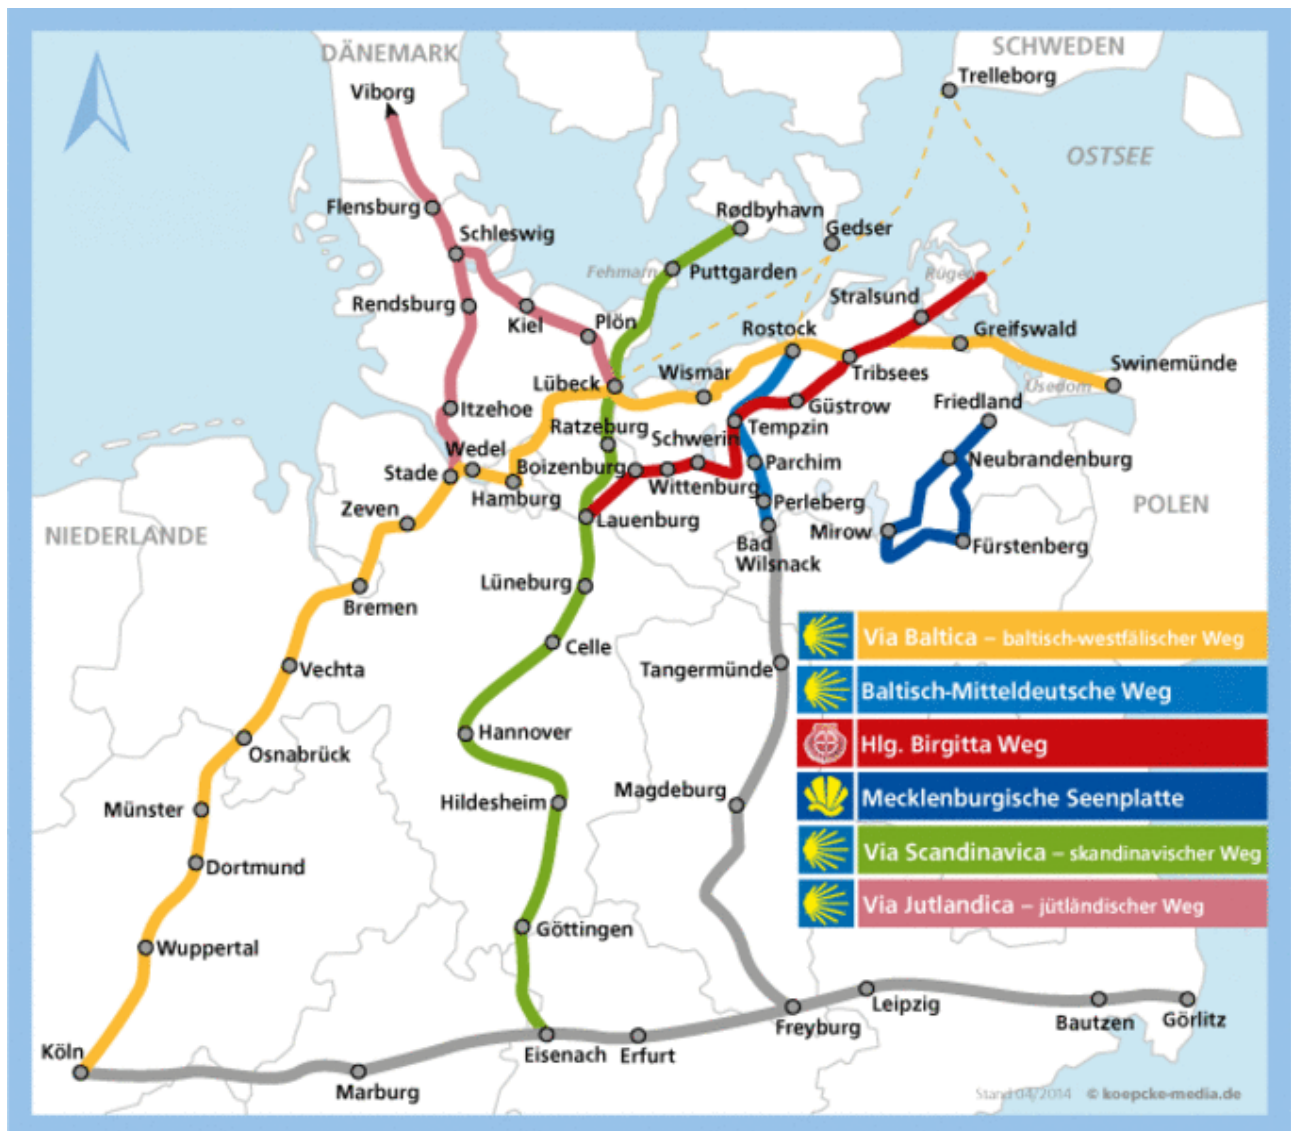 DÄNEMARK
SCHWEDEN
Trelleborg
Viborg
OSTSEE
Flensburg
Rødbyhavn
Schleswig
Gedser
Fehmarn
Puttgarden
Rügen
Rendsburg
Stralsund
Kiel
Plön
Rostock
Greifswald
Swinemünde
Wismar
Tribsees
Lübeck
Usedom
Itzehoe
Güstrow
Friedland
Ratzeburg
Tempzin
Wedel
Schwerin
Stade
Boizenburg
Parchim
Neubrandenburg
Hamburg
Wittenburg
Zeven
Perleberg
POLEN
Lauenburg
NIEDERLANDE
Mirow
Bad
Wilsnack
Fürstenberg
Lüneburg
Bremen
Celle
Via Baltica – baltisch-westfälischer Weg
Vechta
Tangermünde
Baltisch-Mitteldeutsche Weg
Hannover
Osnabrück
Hlg. Birgitta Weg
Magdeburg
Mecklenburgische Seenplatte
Hildesheim
Münster
Via Scandinavica – skandinavischer Weg
Dortmund
Via Jutlandica – jütländischer Weg
Göttingen
Wuppertal
Leipzig
Freyburg
Bautzen
Görlitz
Köln
Eisenach
Erfurt
Marburg
Stand 04/2014 © koepcke-media.de